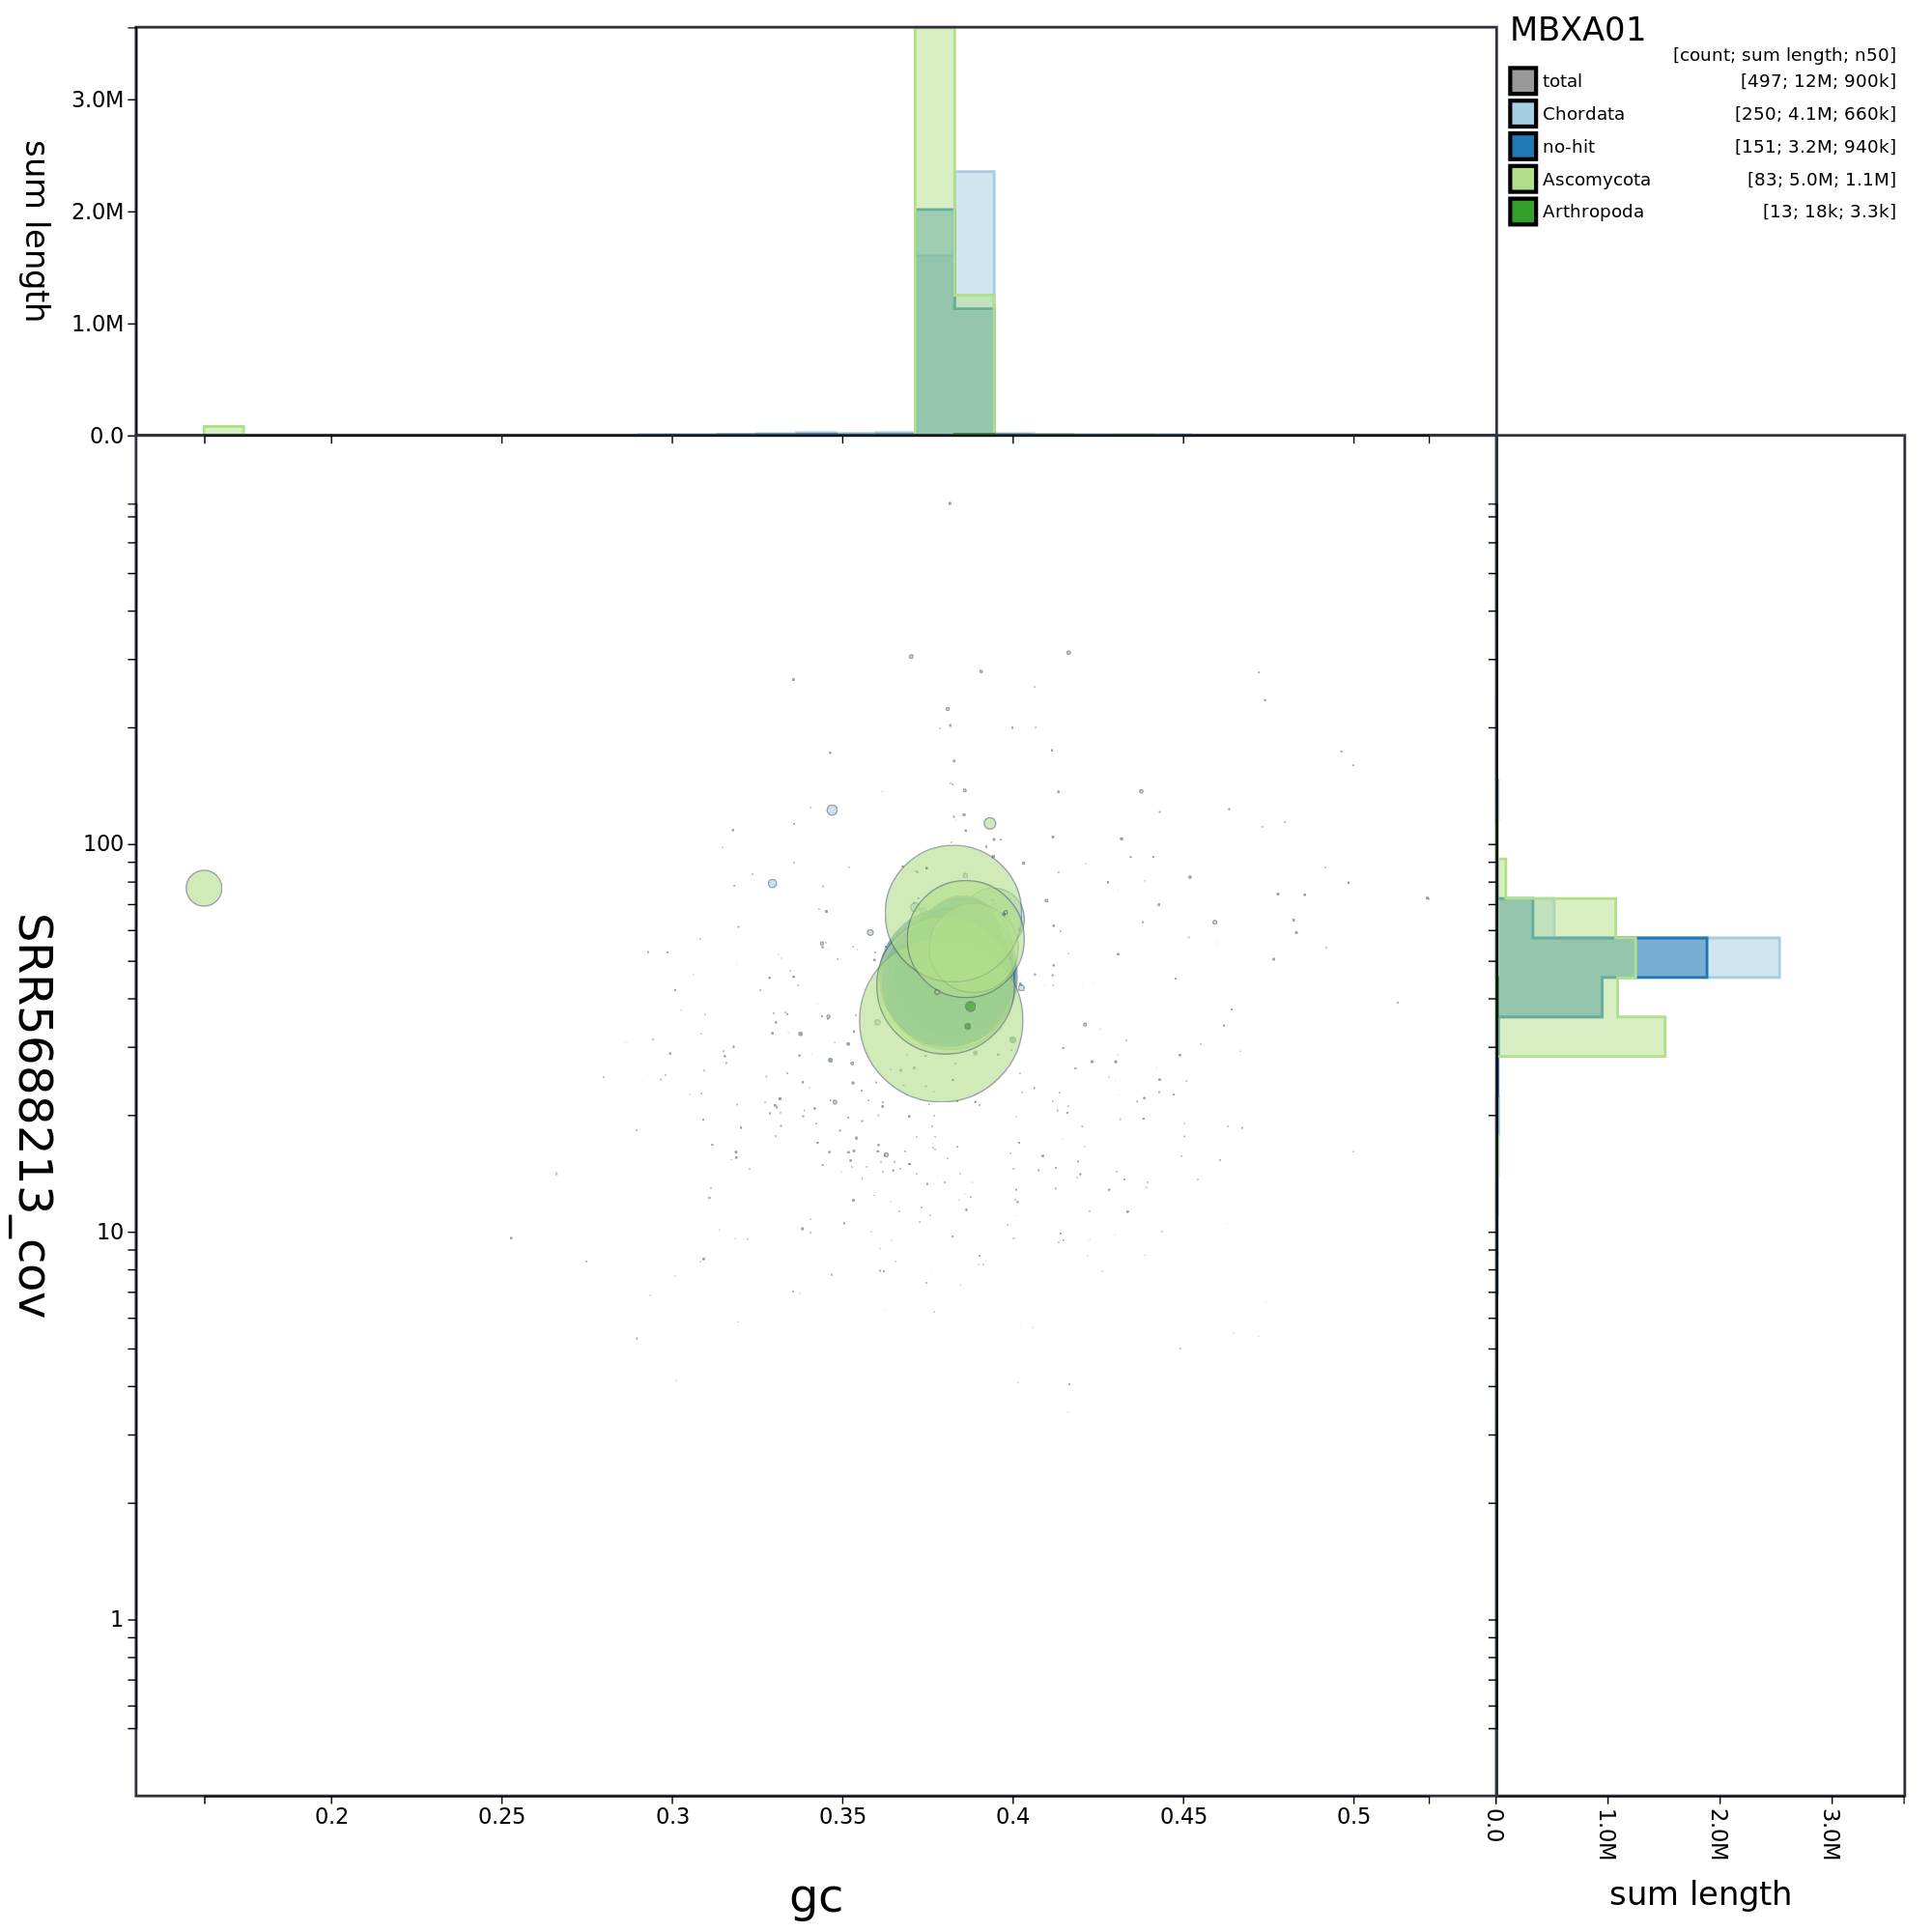 MBXA01
[count; sum length; n50]
total [497; 12M; 900k]
Chordata [250; 4.1M; 660k]
no-hit [151; 3.2M; 940k]
Ascomycota [83; 5.0M; 1.1M]
Arthropoda [13; 18k; 3.3k]
sum length
3.0M
2.0M
1.0M
0.0
SRR5688213_cov
100
10
1
0.2 0.25 0.3 0.35 0.4 0.45 0.5
gc
0.0 1.0M 2.0M 3.0M
sum length